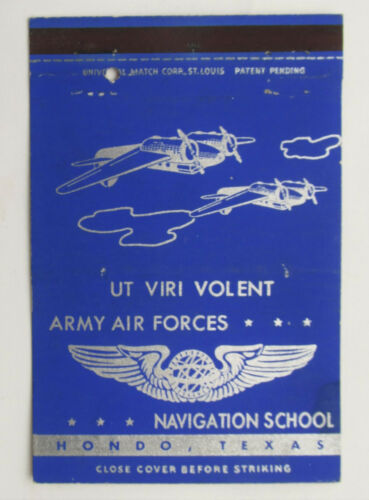 UNIVERSAL MATCH CORP., ST. LOUIS PATENT PENDING
UT VIRI VOLENT
ARMY AIR FORCES ★ ★ ★
★ ★ ★ NAVIGATION SCHOOL
HONDO, TEXAS
CLOSE COVER BEFORE STRIKING